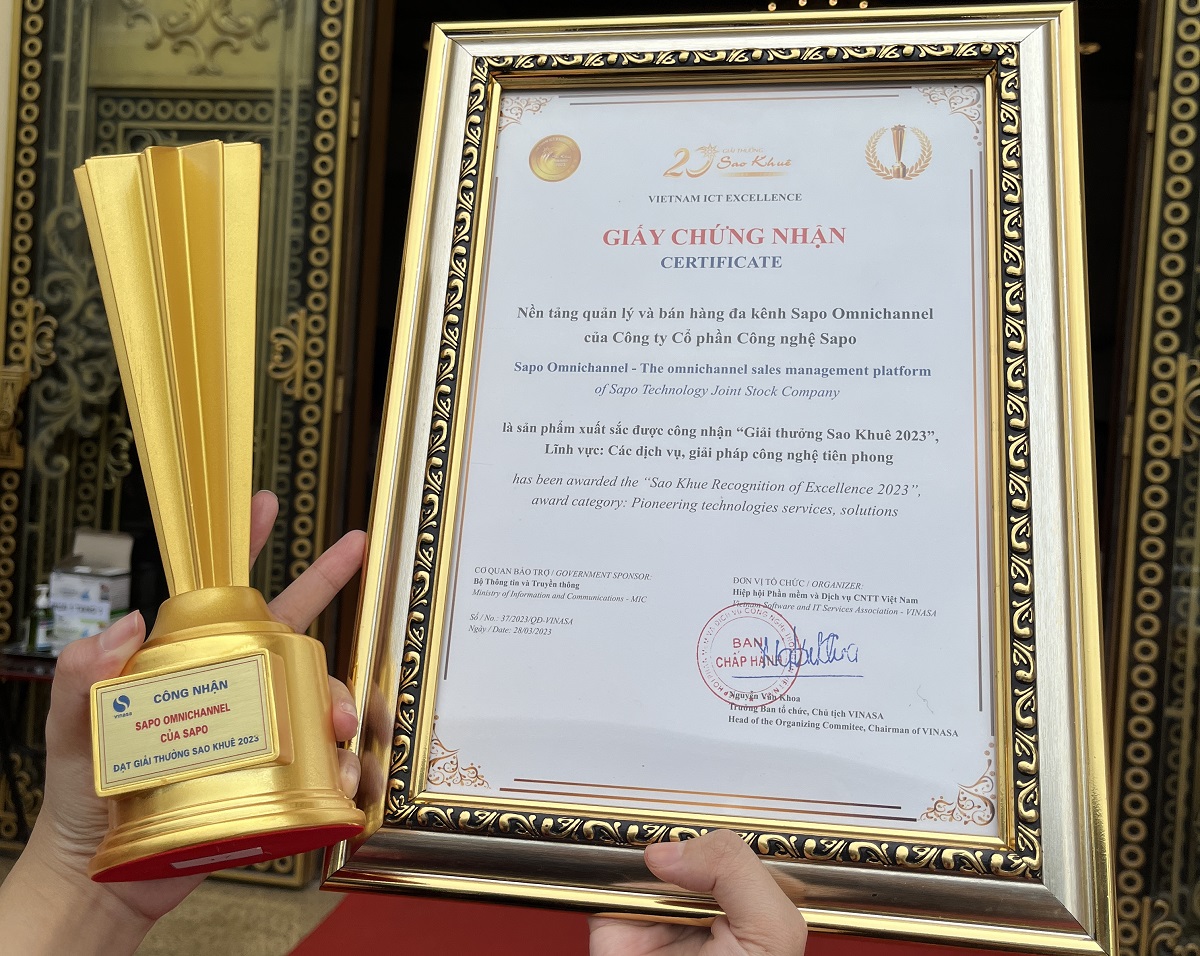 20 GIẢI THƯỞNG
Sao Khuê
VIETNAM ICT EXCELLENCE
GIẤY CHỨNG NHẬN
CERTIFICATE
Nền tảng quản lý và bán hàng đa kênh Sapo Omnichannel
của Công ty Cổ phần Công nghệ Sapo
Sapo Omnichannel - The omnichannel sales management platform
of Sapo Technology Joint Stock Company
là sản phẩm xuất sắc được công nhận “Giải thưởng Sao Khuê 2023”,
Lĩnh vực: Các dịch vụ, giải pháp công nghệ tiên phong
has been awarded the “Sao Khue Recognition of Excellence 2023”,
award category: Pioneering technologies services, solutions
CƠ QUAN BẢO TRỢ / GOVERNMENT SPONSOR:
Bộ Thông tin và Truyền thông
Ministry of Information and Communications - MIC
Số / No.: 37/2023/QĐ-VINASA
Ngày / Date: 28/03/2023
ĐƠN VỊ TỔ CHỨC / ORGANIZER:
Hiệp hội Phần mềm và Dịch vụ CNTT Việt Nam
Vietnam Software and IT Services Association - VINASA
BAN
CHẤP HÀNH
Nguyễn Văn Khoa
Trưởng Ban tổ chức, Chủ tịch VINASA
Head of the Organizing Commitee, Chairman of VINASA
vinasa
CÔNG NHẬN
SAPO OMNICHANNEL
CỦA SAPO
ĐẠT GIẢI THƯỞNG SAO KHUÊ 2023